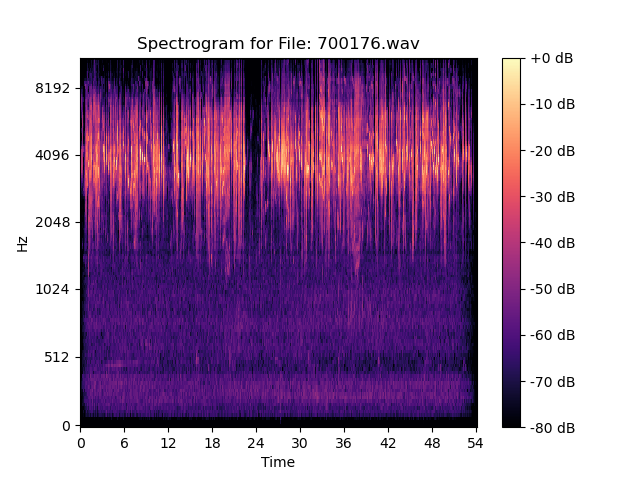 Spectrogram for File: 700176.wav
Hz
8192
4096
2048
1024
512
0
0 6 12 18 24 30 36 42 48 54
Time
+0 dB
-10 dB
-20 dB
-30 dB
-40 dB
-50 dB
-60 dB
-70 dB
-80 dB